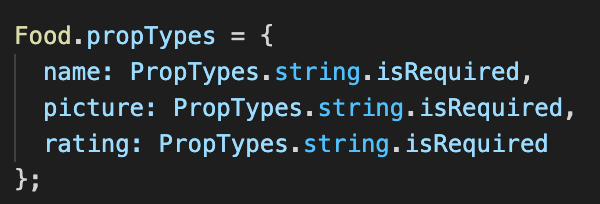 Food.propTypes = {
  name: PropTypes.string.isRequired,
  picture: PropTypes.string.isRequired,
  rating: PropTypes.string.isRequired
};